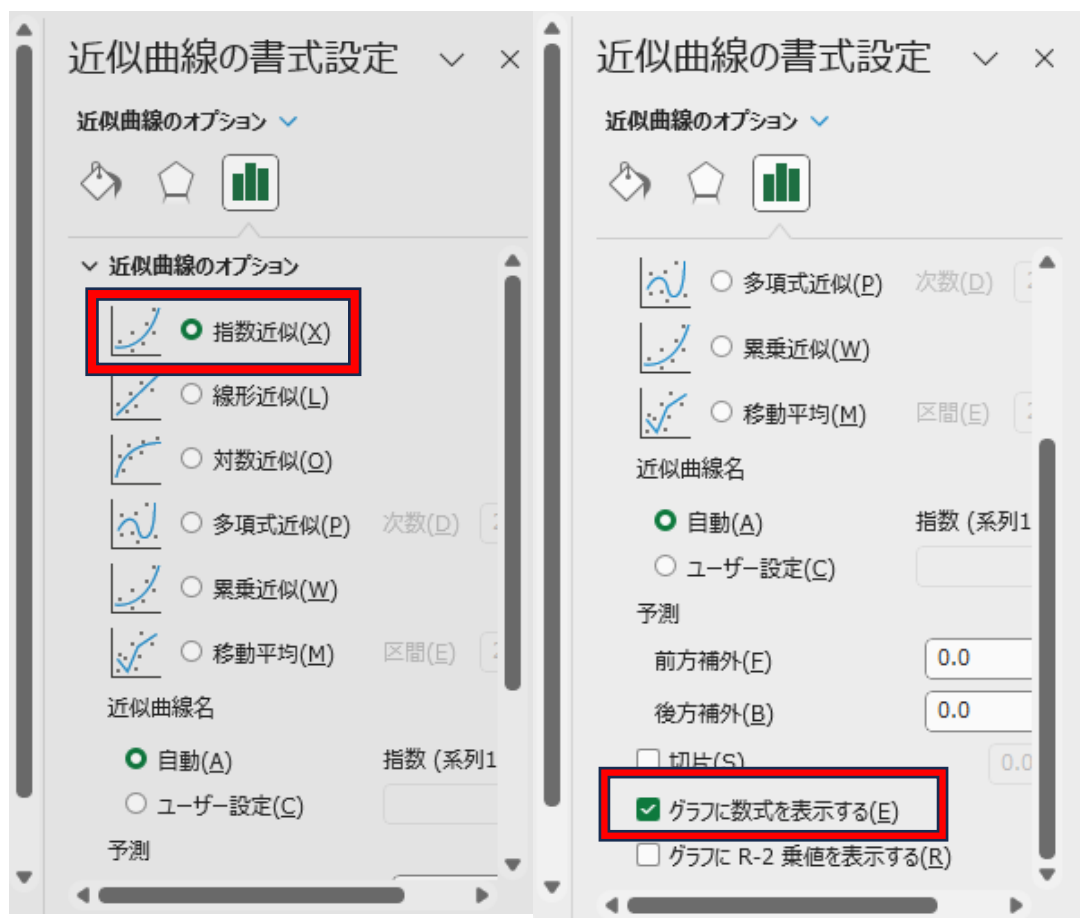 近似曲線の書式設定
近似曲線のオプション
近似曲線のオプション
指数近似(X)
線形近似(L)
対数近似(O)
多項式近似(P) 次数(D) 2
累乗近似(W)
移動平均(M) 区間(E) 2
近似曲線名
自動(A) 指数 (系列1
ユーザー設定(C)
予測
近似曲線の書式設定
近似曲線のオプション
多項式近似(P) 次数(D) 2
累乗近似(W)
移動平均(M) 区間(E) 2
近似曲線名
自動(A) 指数 (系列1
ユーザー設定(C)
予測
前方補外(F) 0.0
後方補外(B) 0.0
切片(S) 0.0
グラフに数式を表示する(E)
グラフに R-2 乗値を表示する(R)